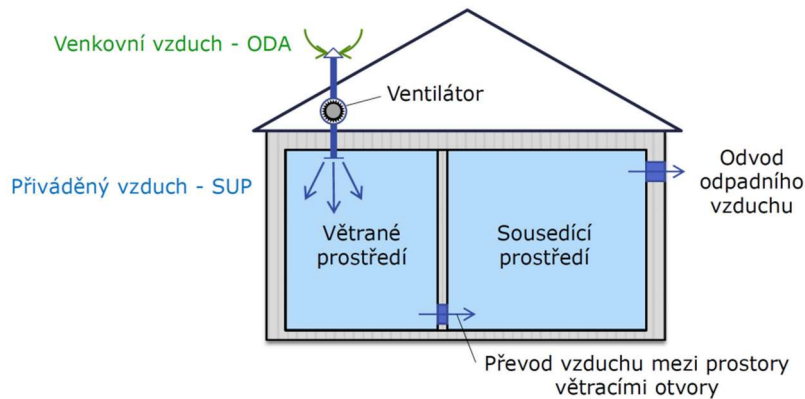 Venkovní vzduch - ODA
Ventilátor
Přiváděný vzduch - SUP
Odvod
odpadního
vzduchu
Větrané
prostředí
Sousedící
prostředí
Převod vzduchu mezi prostory
větracími otvory